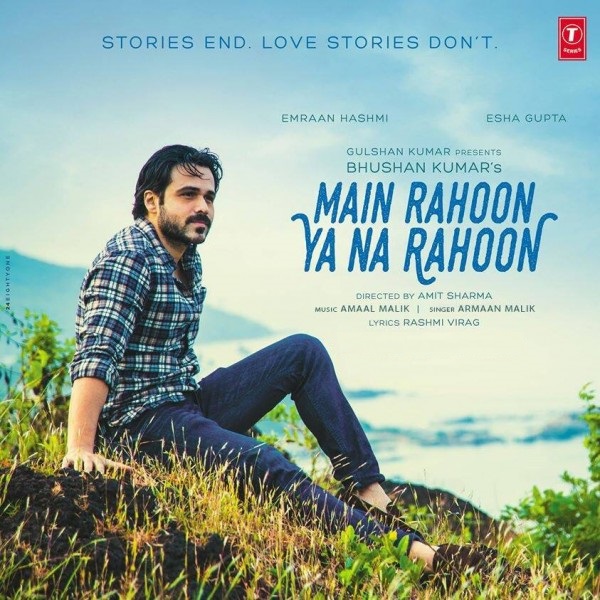 STORIES END. LOVE STORIES DON'T.
T
SERIES
EMRAAN HASHMI
ESHA GUPTA
GULSHAN KUMAR PRESENTS
BHUSHAN KUMAR'S
MAIN RAHOON
YA NA RAHOON
DIRECTED BY AMIT SHARMA
MUSIC AMAAL MALIK | SINGER ARMAAN MALIK
LYRICS RASHMI VIRAG
24EIGHTYONE